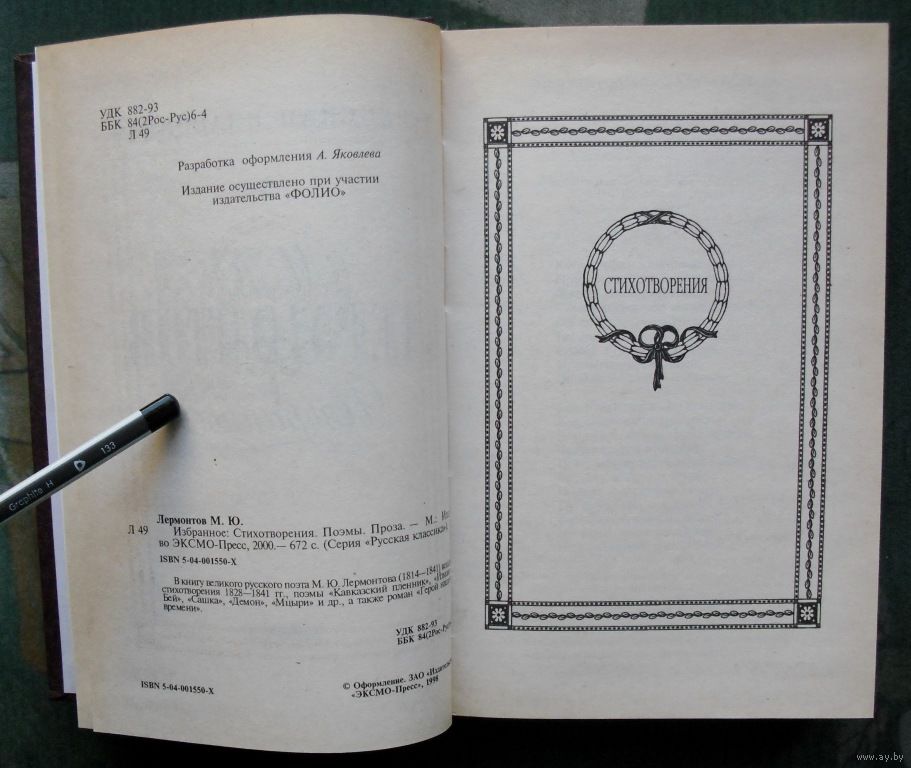 УДК 882-93
ББК 84(2Рос-Рус)6-4
Л 49
Разработка оформления А. Яковлева
Издание осуществлено при участии
издательства «ФОЛИО»
Graphite H 133
Лермонтов М. Ю.
Л 49 Избранное: Стихотворения. Поэмы. Проза. — М.:
во ЭКСМО-Пресс, 2000.— 672 с. (Серия «Русская классика»).
ISBN 5-04-001550-X
В книгу великого русского поэта М. Ю. Лермонтова (1814—1841)
стихотворения 1828—1841 гг., поэмы «Кавказский пленник»,
Бей», «Сашка», «Демон», «Мцыри» и др., а также роман «Герой
времени».
УДК 882-93
ББК 84(2Рос-Рус
ISBN 5-04-001550-X
© Оформление. ЗАО
«ЭКСМО-Пресс», 1998
СТИХОТВОРЕНИЯ
www.ay.by